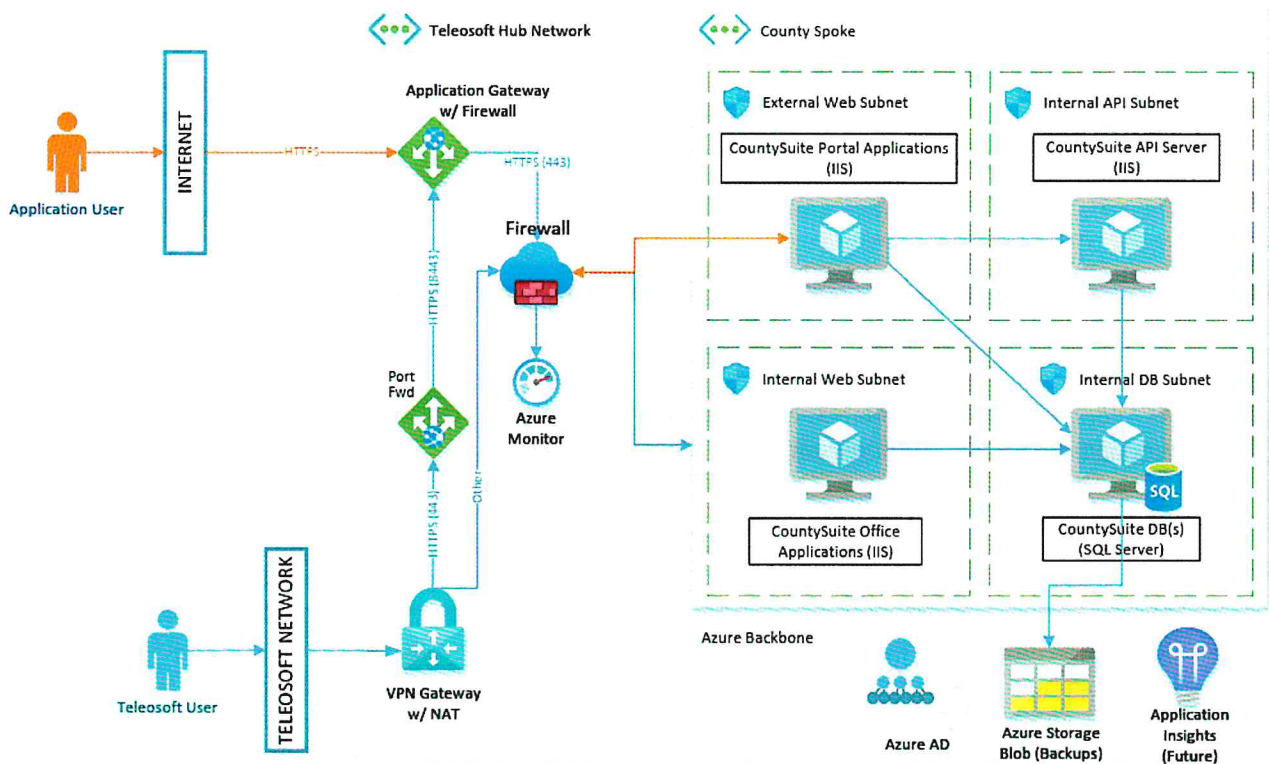 Teleosoft Hub Network
County Spoke
Application Gateway
w/ Firewall
External Web Subnet
Internal API Subnet
CountySuite Portal Applications
(IIS)
CountySuite API Server
(IIS)
INTERNET
HTTPS
HTTPS (443)
Application User
Firewall
HTTPS (8443)
Port
Fwd
Azure
Monitor
Internal Web Subnet
Internal DB Subnet
SQL
Other
HTTPS (443)
CountySuite Office
Applications (IIS)
CountySuite DB(s)
(SQL Server)
TELEOSOFT NETWORK
Teleosoft User
VPN Gateway
w/ NAT
Azure Backbone
Azure AD
Azure Storage
Blob (Backups)
Application
Insights
(Future)